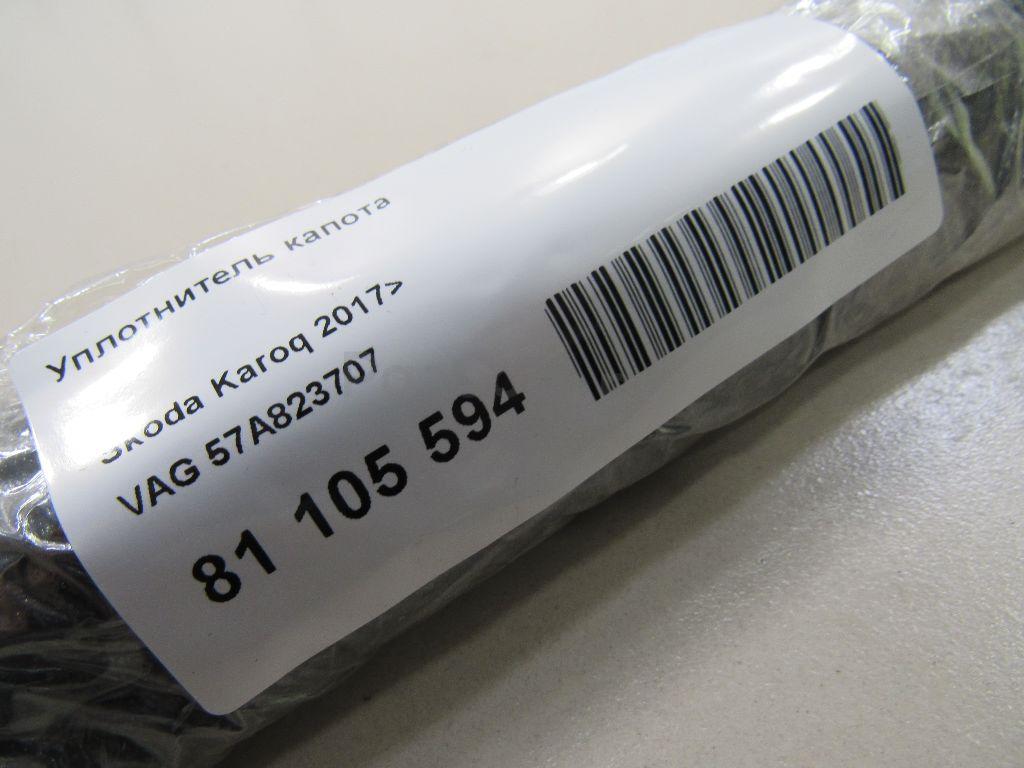 Уплотнитель капота
Skoda Karoq 2017>
VAG 57A823707
81 105 594